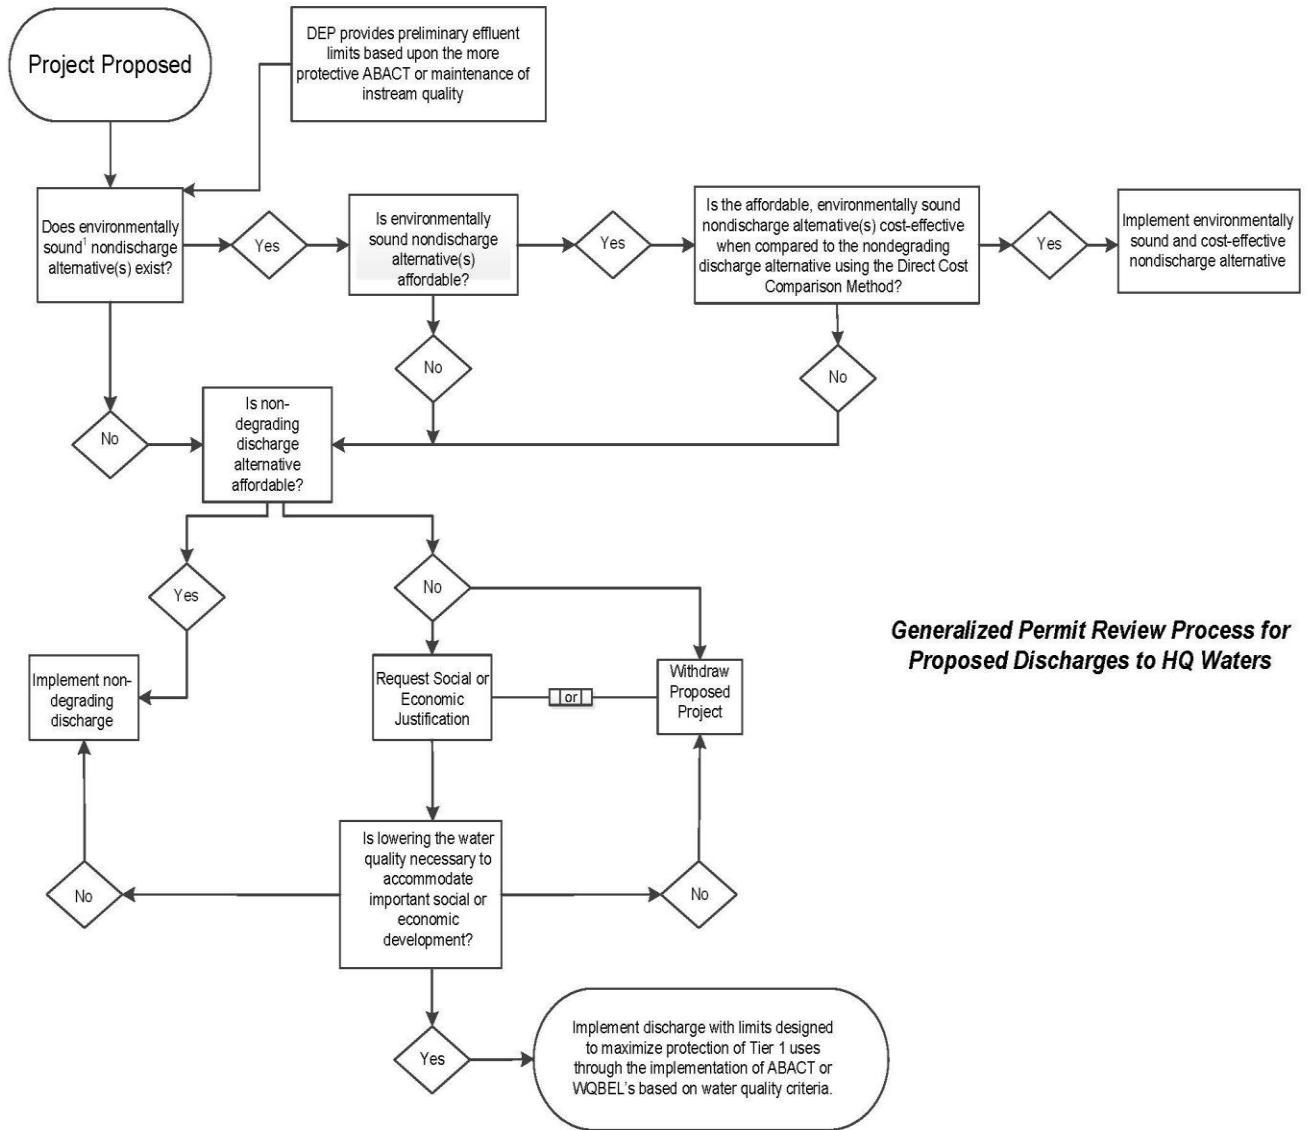 Project Proposed
DEP provides preliminary effluent
limits based upon the more
protective ABACT or maintenance of
instream quality
Does environmentally
sound¹ nondischarge
alternative(s) exist?
Yes
Is environmentally
sound nondischarge
alternative(s)
affordable?
Yes
Is the affordable, environmentally sound
nondischarge alternative(s) cost-effective
when compared to the nondegrading
discharge alternative using the Direct Cost
Comparison Method?
Yes
Implement environmentally
sound and cost-effective
nondischarge alternative
No
No
No
Is non-
degrading
discharge
alternative
affordable?
Yes
No
Implement non-
degrading
discharge
Request Social or
Economic
Justification
or
Withdraw
Proposed
Project
Generalized Permit Review Process for
Proposed Discharges to HQ Waters
No
Is lowering the water
quality necessary to
accommodate
important social or
economic
development?
No
Yes
Implement discharge with limits designed
to maximize protection of Tier 1 uses
through the implementation of ABACT or
WQBEL's based on water quality criteria.